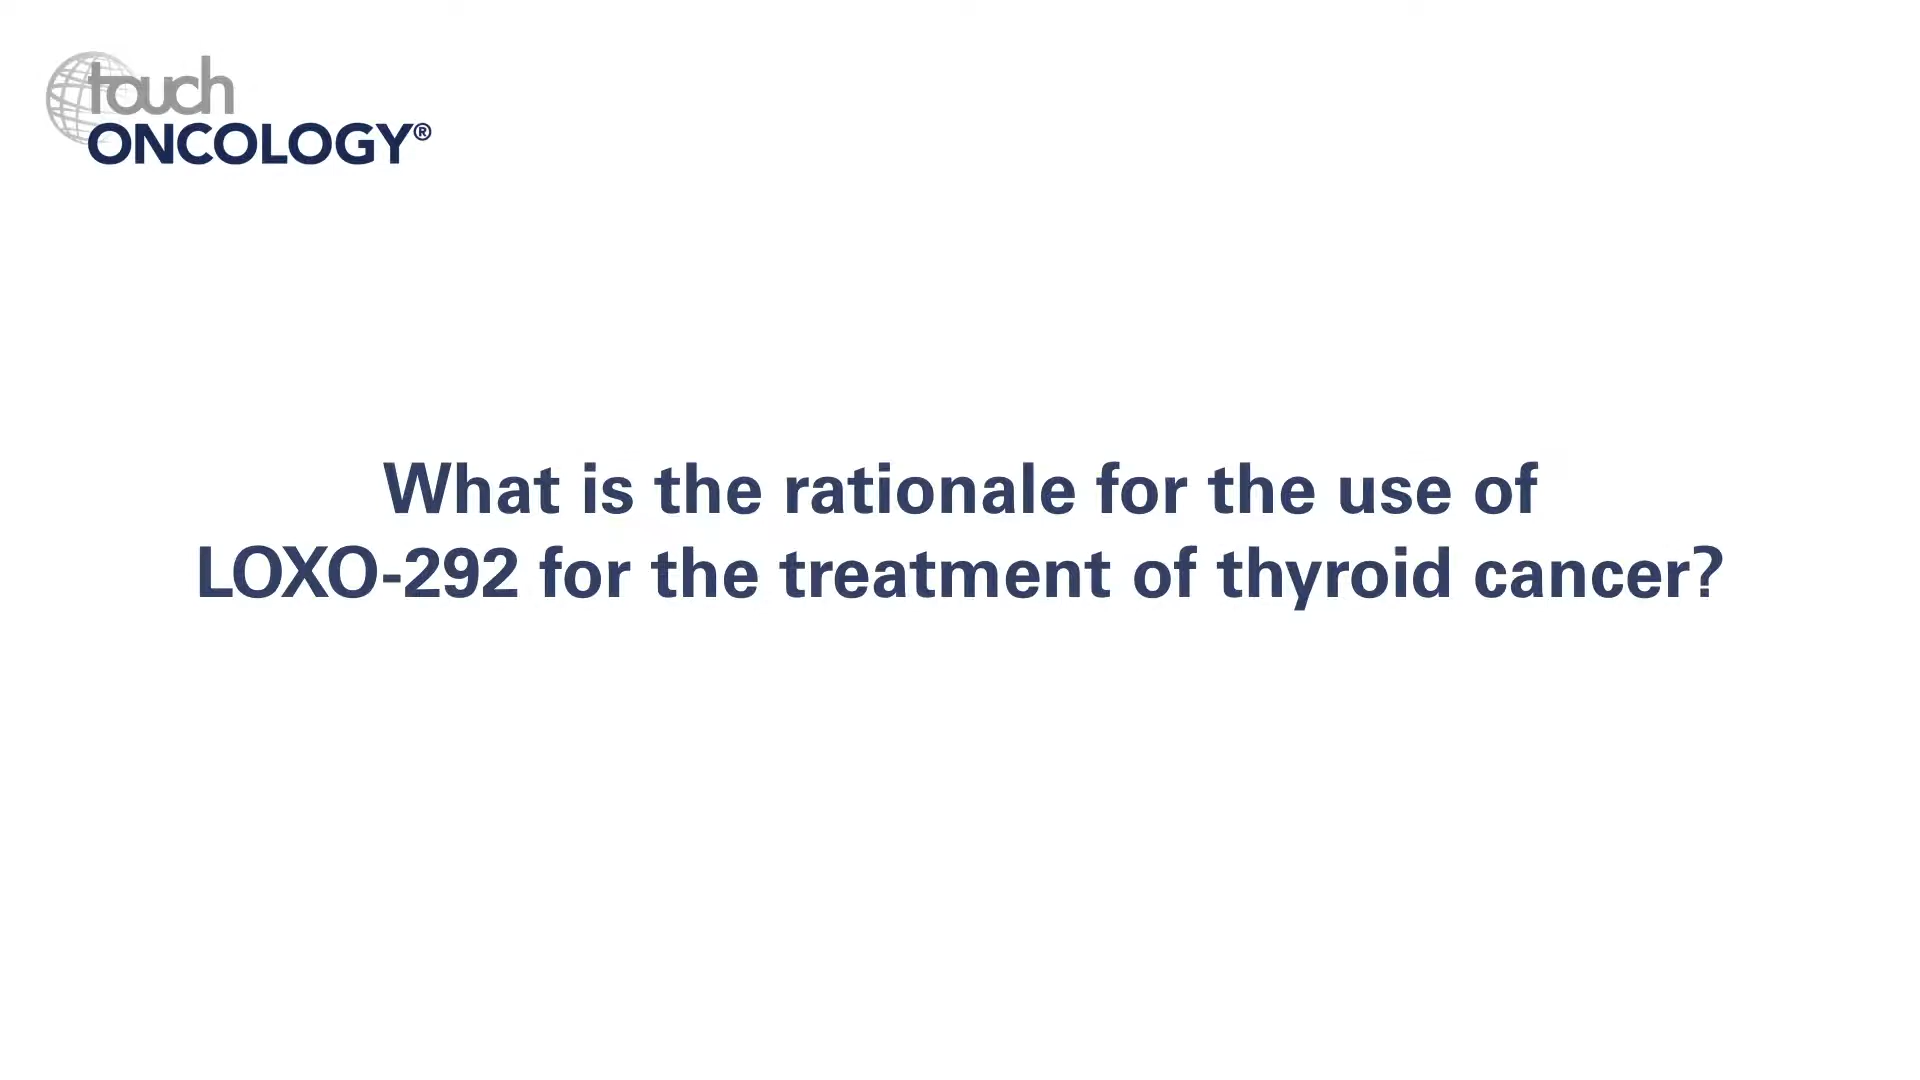 touch
ONCOLOGY®
What is the rationale for the use of
LOXO-292 for the treatment of thyroid cancer?